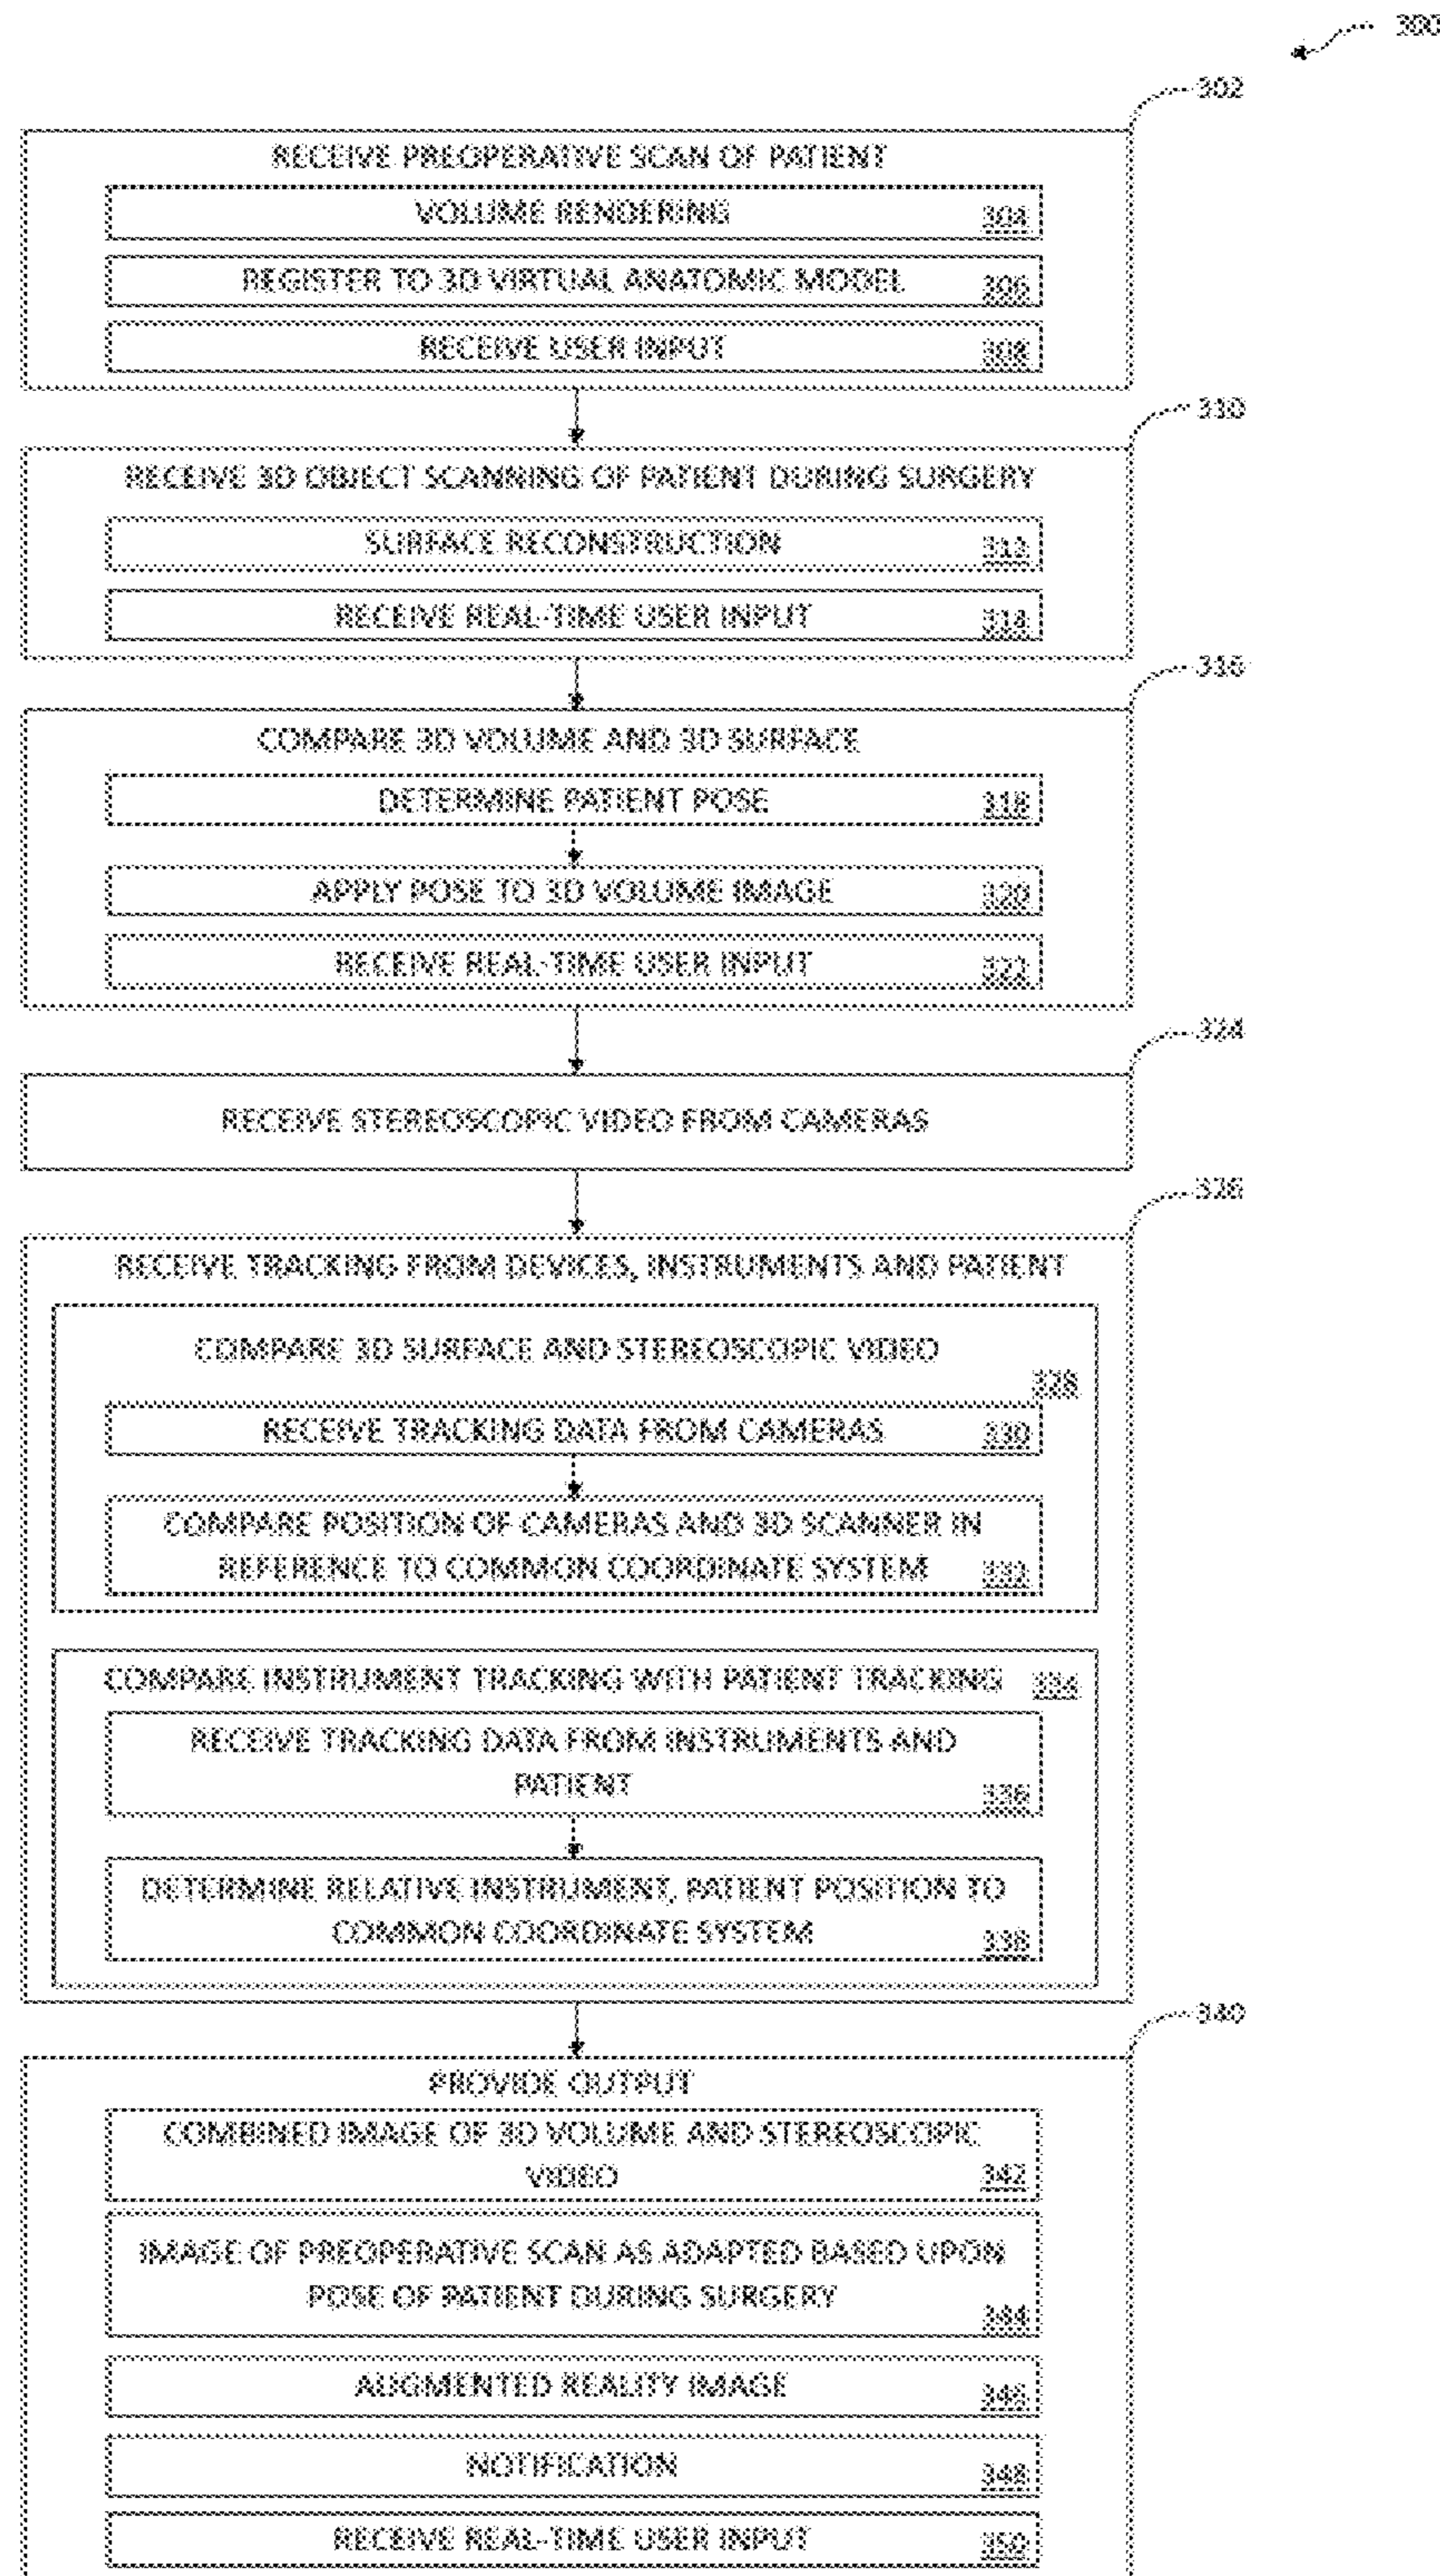 300
302
RECEIVE PREOPERATIVE SCAN OF PATIENT
VOLUME RENDERING 304
REGISTER TO 3D VIRTUAL ANATOMIC MODEL 306
RECEIVE USER INPUT 308
310
RECEIVE 3D OBJECT SCANNING OF PATIENT DURING SURGERY
SURFACE RECONSTRUCTION 312
RECEIVE REAL-TIME USER INPUT 314
316
COMPARE 3D VOLUME AND 3D SURFACE
DETERMINE PATIENT POSE 318
APPLY POSE TO 3D VOLUME IMAGE 320
RECEIVE REAL-TIME USER INPUT 322
324
RECEIVE STEREOSCOPIC VIDEO FROM CAMERAS
326
RECEIVE TRACKING FROM DEVICES, INSTRUMENTS AND PATIENT
COMPARE 3D SURFACE AND STEREOSCOPIC VIDEO
328
RECEIVE TRACKING DATA FROM CAMERAS 330
COMPARE POSITION OF CAMERAS AND 3D SCANNER IN
REFERENCE TO COMMON COORDINATE SYSTEM 332
COMPARE INSTRUMENT TRACKING WITH PATIENT TRACKING 334
RECEIVE TRACKING DATA FROM INSTRUMENTS AND
PATIENT 336
DETERMINE RELATIVE INSTRUMENT, PATIENT POSITION TO
COMMON COORDINATE SYSTEM 338
340
PROVIDE OUTPUT
COMBINED IMAGE OF 3D VOLUME AND STEREOSCOPIC
VIDEO 342
IMAGE OF PREOPERATIVE SCAN AS ADAPTED BASED UPON
POSE OF PATIENT DURING SURGERY
344
AUGMENTED REALITY IMAGE 346
NOTIFICATION 348
RECEIVE REAL-TIME USER INPUT 350